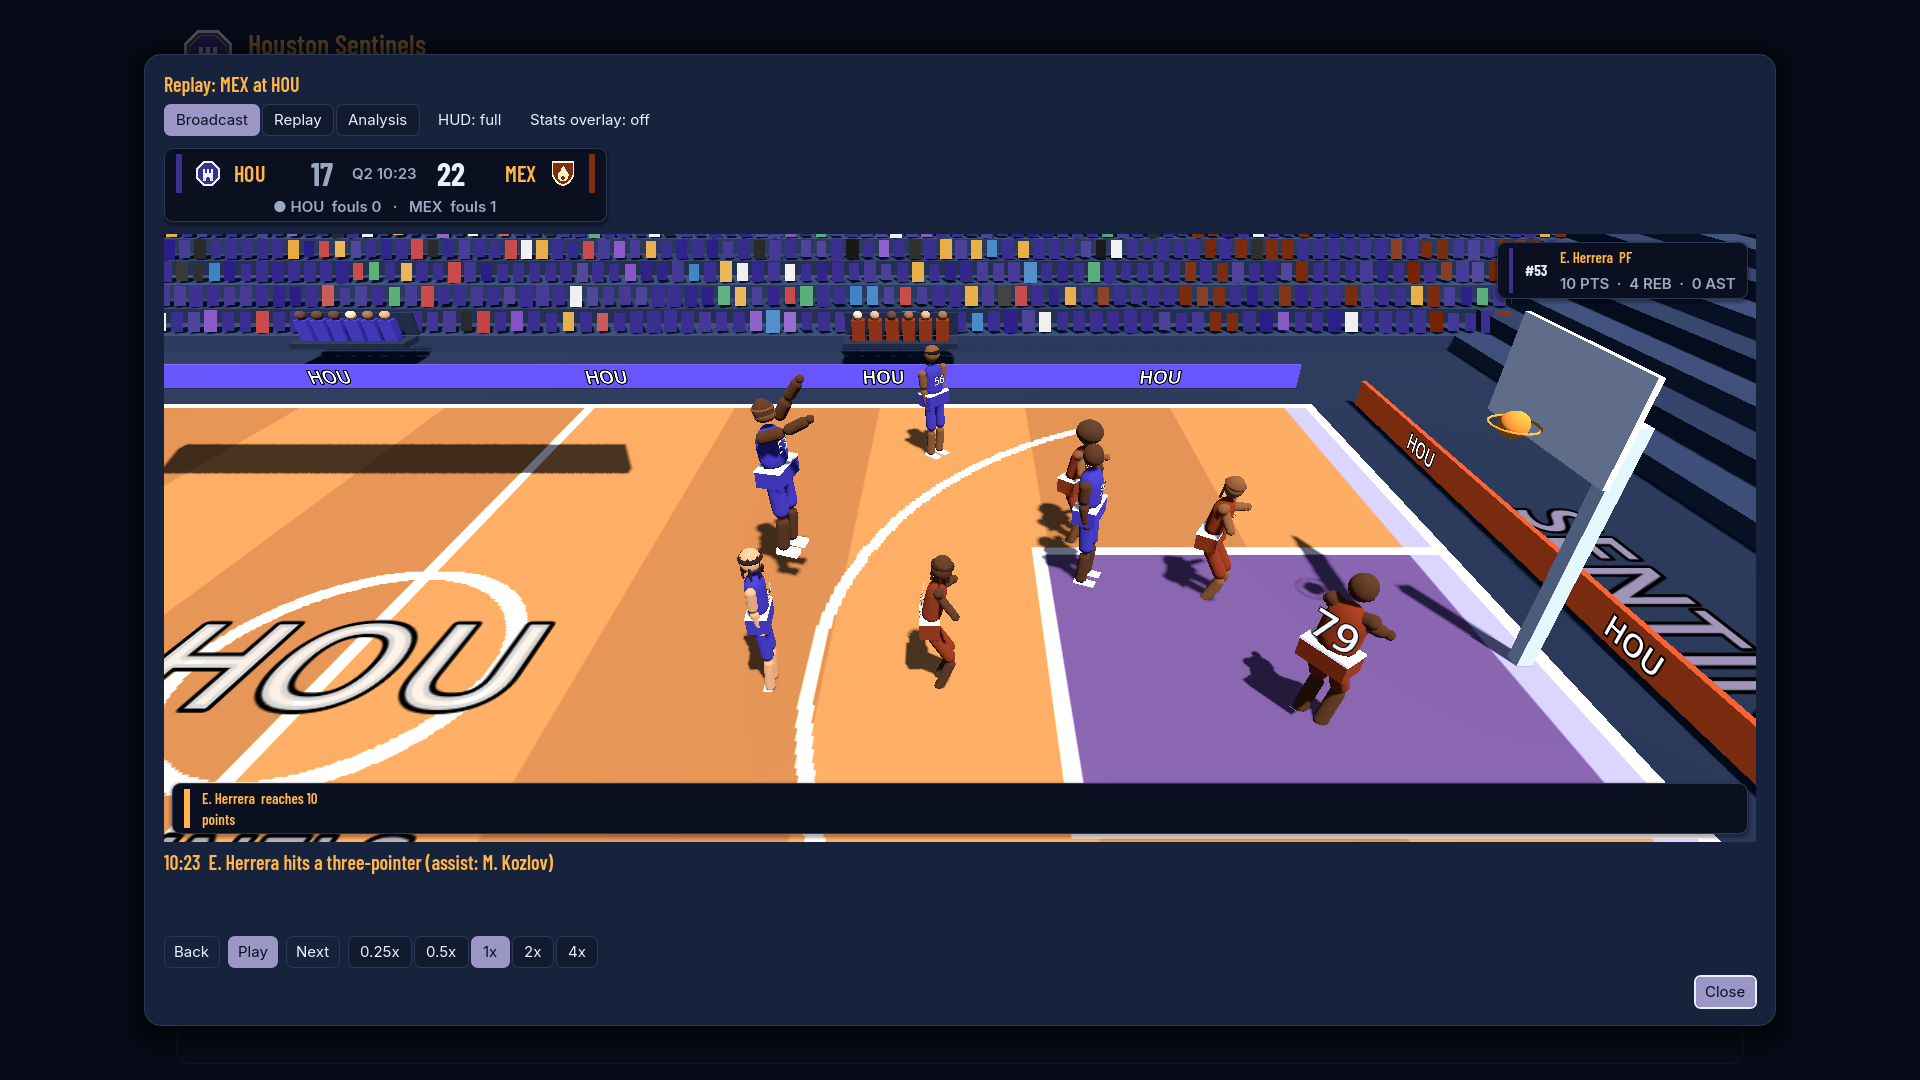 Houston Sentinels
Replay: MEX at HOU
Broadcast Replay Analysis HUD: full Stats overlay: off
HOU 17 Q2 10:23 22 MEX
HOU fouls 0 · MEX fouls 1
#53 E. Herrera PF
10 PTS · 4 REB · 0 AST
HOU HOU HOU HOU
56
HOU
79
HOU
HOU
E. Herrera reaches 10
points
10:23 E. Herrera hits a three-pointer (assist: M. Kozlov)
Back Play Next 0.25x 0.5x 1x 2x 4x
Close